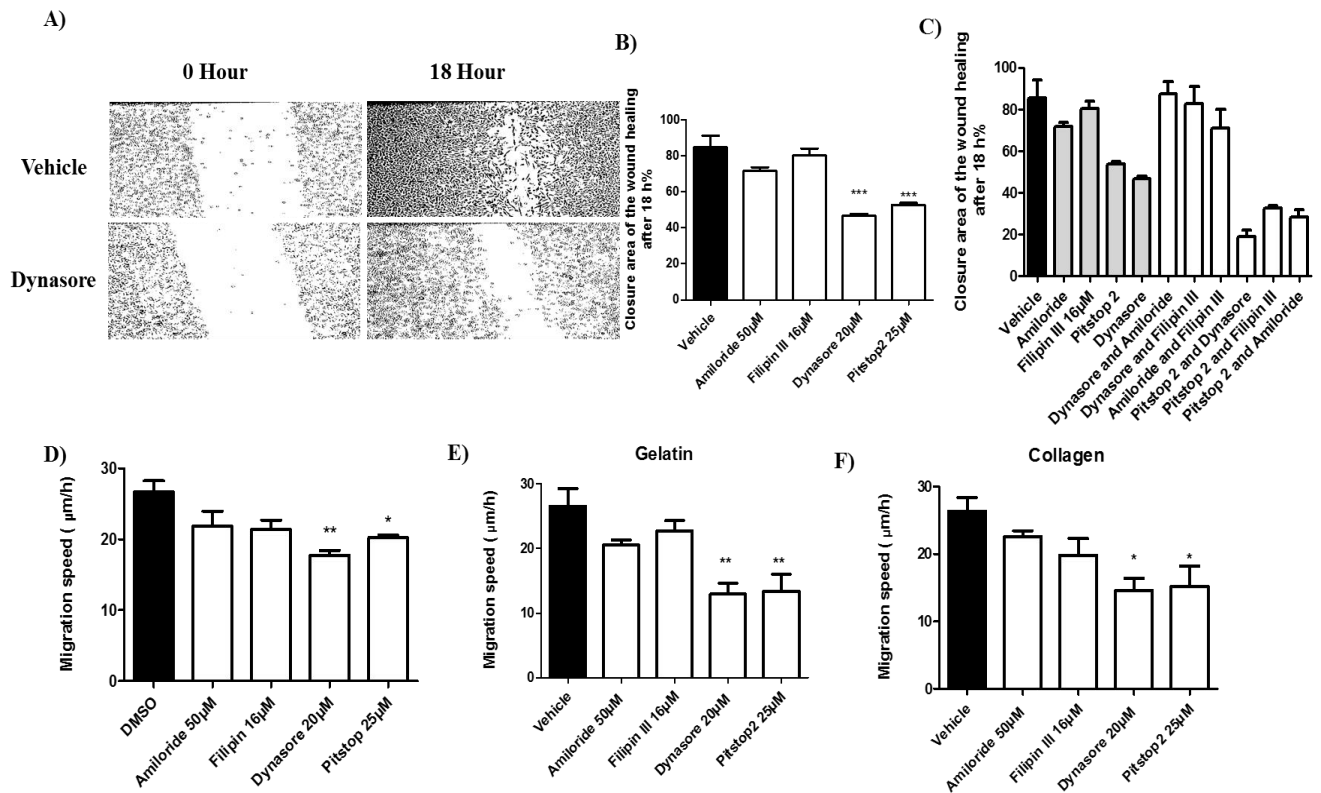 A)
0 Hour
18 Hour
Vehicle
Dynasore
B)
Closure area of the wound healing
after 18 h%
100
80
60
40
20
0
***
***
Vehicle
Amiloride 50µM
Filipin III 16µM
Dynasore 20µM
Pitstop2 25µM
C)
Closure area of the wound healing
after 18 h%
100
80
60
40
20
0
Vehicle
Amiloride
Filipin III 16µM
Pitstop 2
Dynasore
Dynasore and Amiloride
Dynasore and Filipin III
Amiloride and Filipin III
Pitstop 2 and Dynasore
Pitstop 2 and Filipin III
Pitstop 2 and Amiloride
D)
Migration speed ( µm/h)
30
20
10
0
**
*
DMSO
Amiloride 50µM
Filipin 16µM
Dynasore 20µM
Pitstop 25µM
E)
Gelatin
Migration speed ( µm/h)
30
20
10
0
**
**
Vehicle
Amiloride 50µM
Filipin III 16µM
Dynasore 20µM
Pitstop2 25µM
F)
Collagen
Migration speed ( µm/h)
30
20
10
0
*
*
Vehicle
Amiloride 50µM
Filipin III 16µM
Dynasore 20µM
Pitstop2 25µM